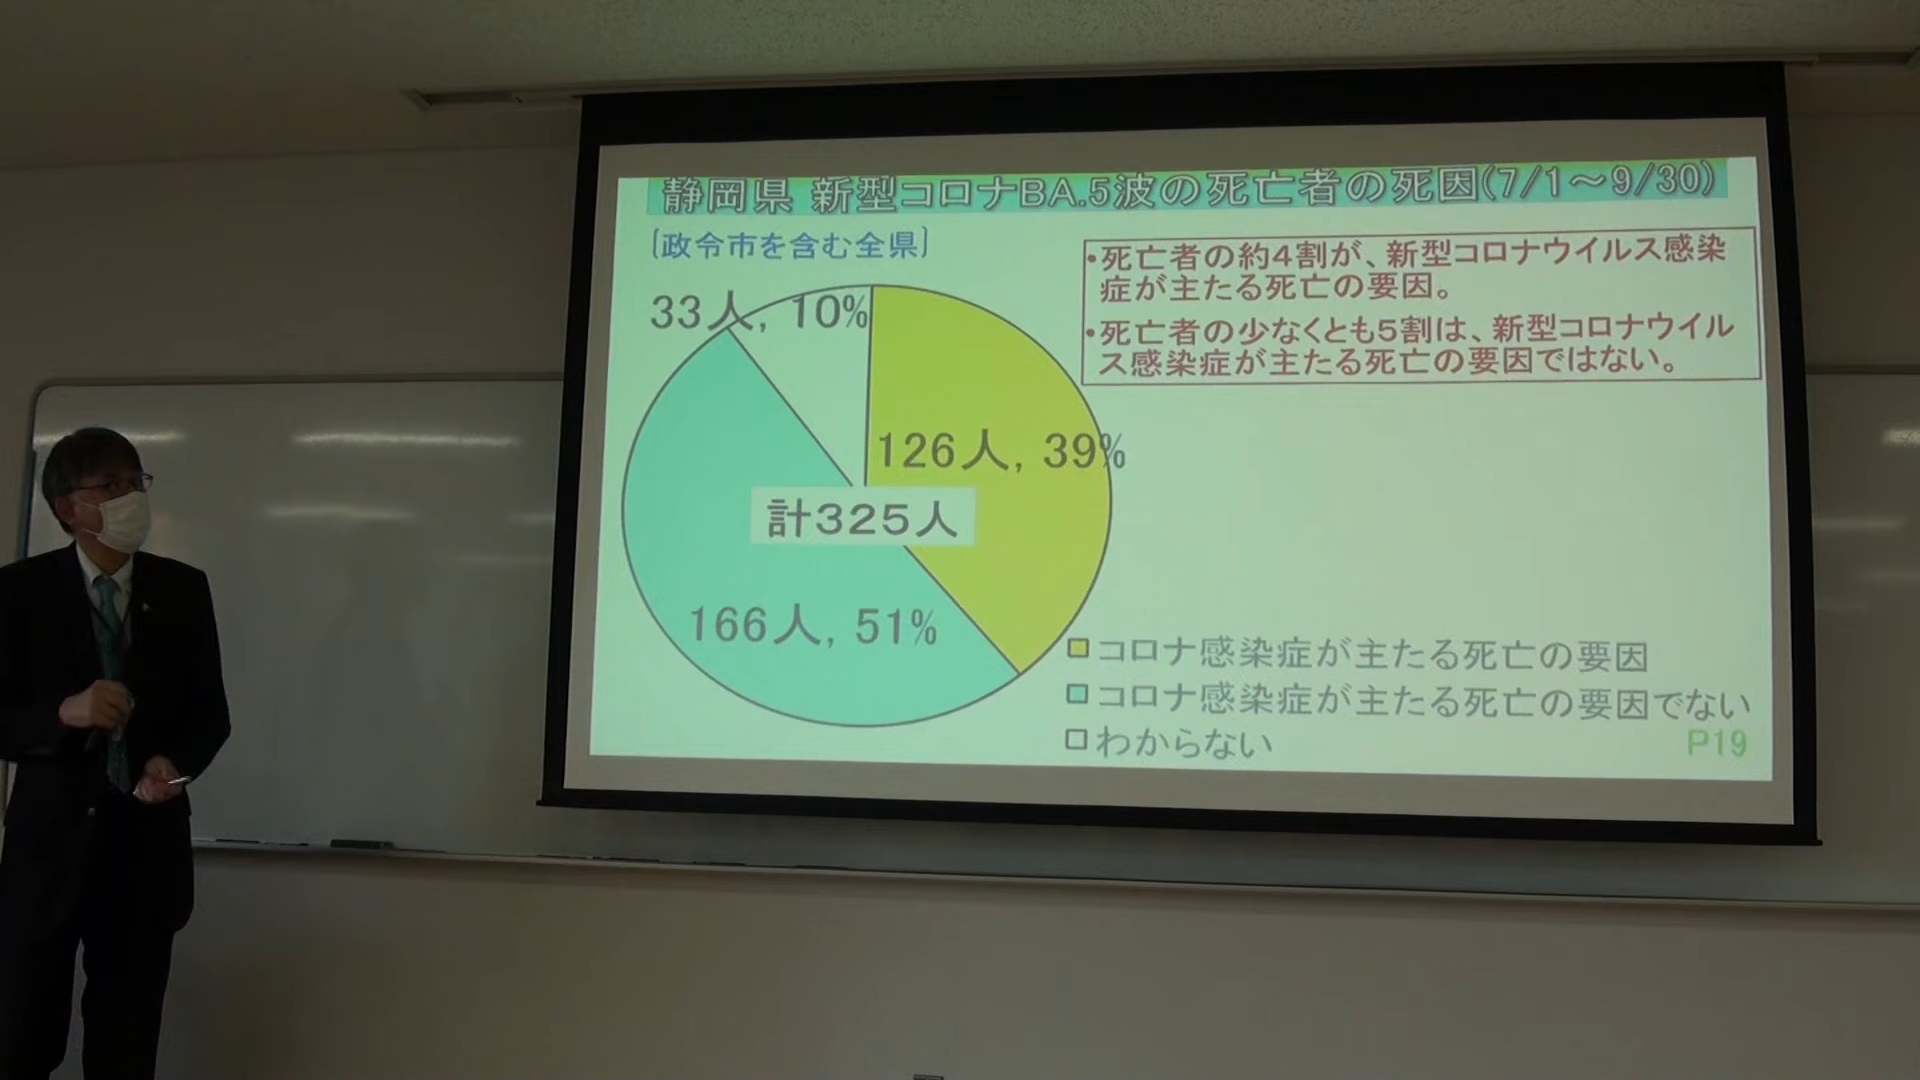 静岡県 新型コロナBA.5波の死亡者の死因(7/1～9/30)
[政令市を含む全県]
・死亡者の約４割が、新型コロナウイルス感染
症が主たる死亡の要因。
・死亡者の少なくとも５割は、新型コロナウイル
ス感染症が主たる死亡の要因ではない。
33人, 10%
126人, 39%
計325人
166人, 51%
コロナ感染症が主たる死亡の要因
コロナ感染症が主たる死亡の要因でない
わからない
P19